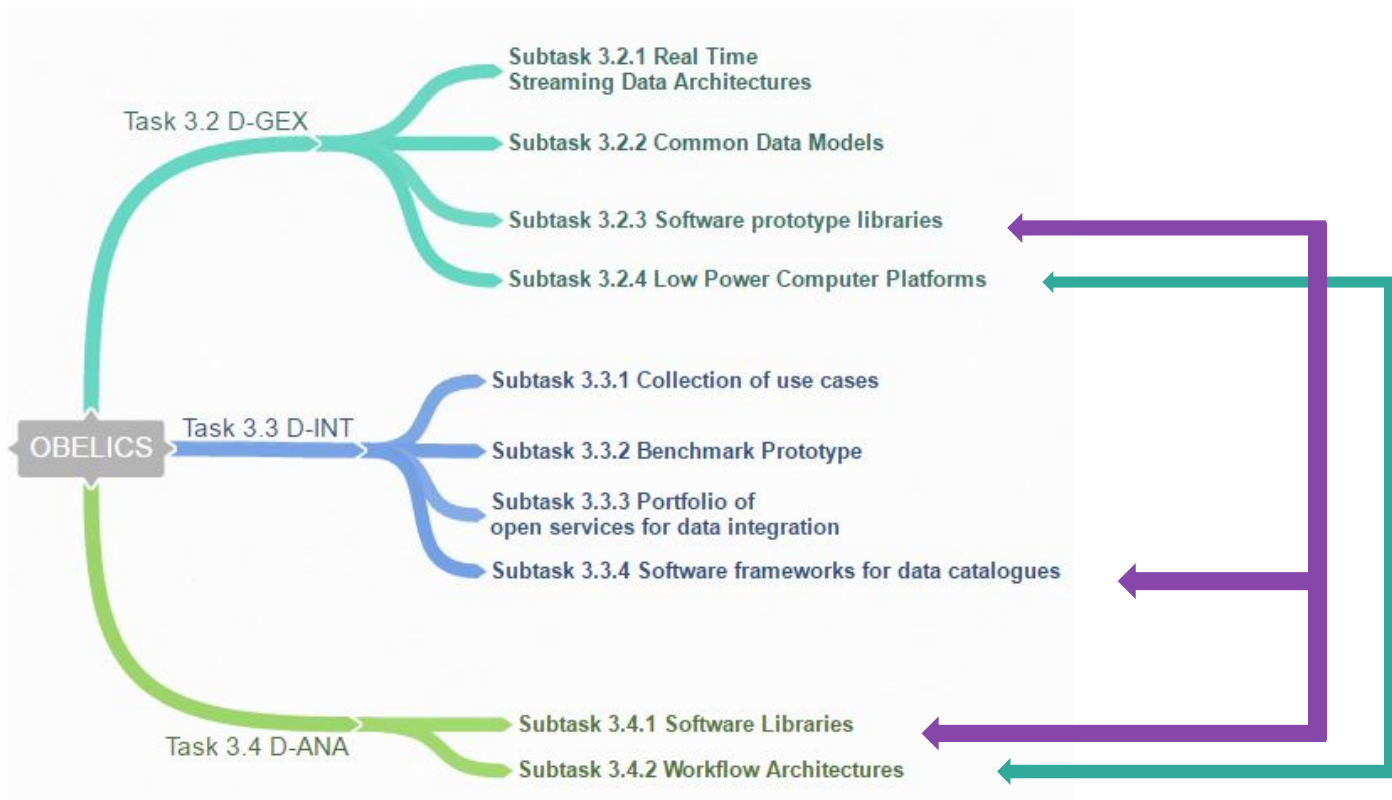 Subtask 3.2.1 Real Time
Streaming Data Architectures
Task 3.2 D-GEX
Subtask 3.2.2 Common Data Models
Subtask 3.2.3 Software prototype libraries
Subtask 3.2.4 Low Power Computer Platforms
Subtask 3.3.1 Collection of use cases
Task 3.3 D-INT
OBELICS
Subtask 3.3.2 Benchmark Prototype
Subtask 3.3.3 Portfolio of
open services for data integration
Subtask 3.3.4 Software frameworks for data catalogues
Subtask 3.4.1 Software Libraries
Task 3.4 D-ANA
Subtask 3.4.2 Workflow Architectures